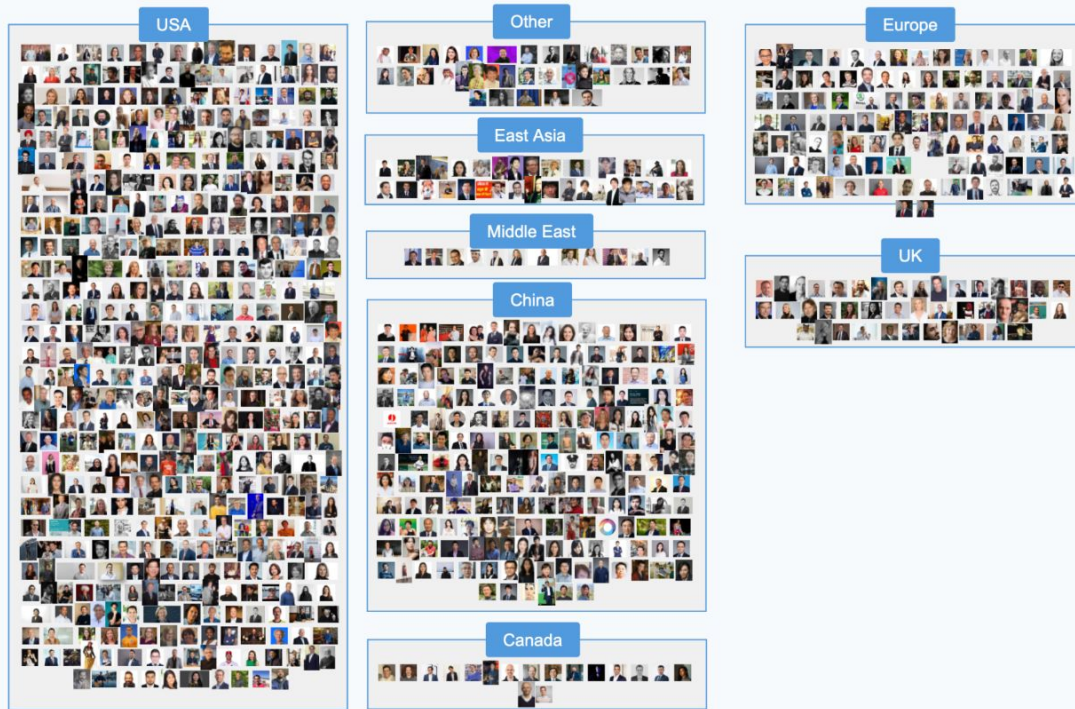 USA
Other
Europe
East Asia
Middle East
UK
China
Canada